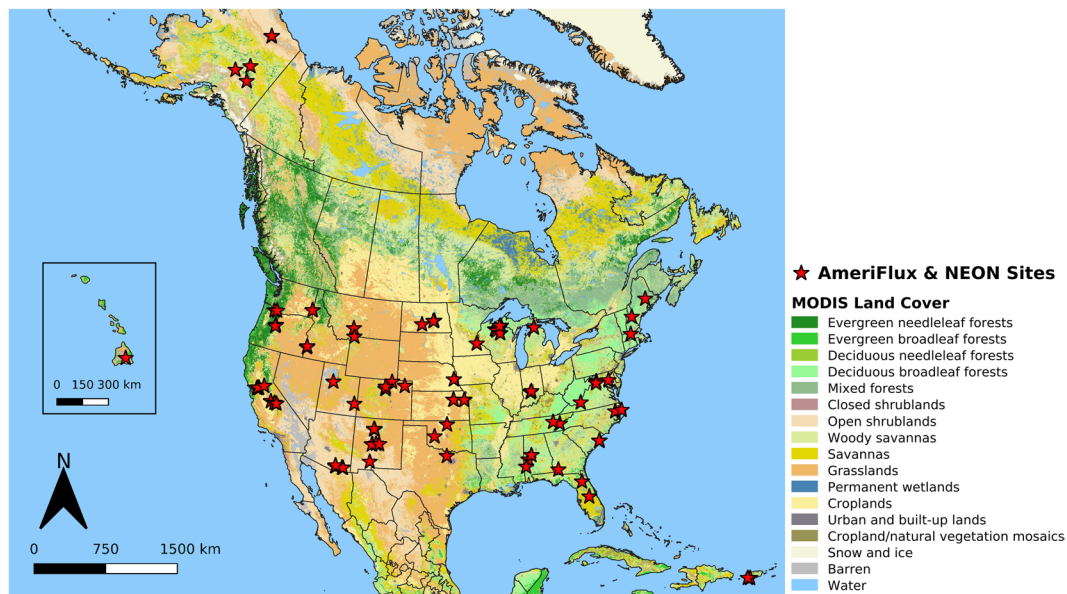 0 150 300 km
N
0 750 1500 km
AmeriFlux & NEON Sites
MODIS Land Cover
Evergreen needleleaf forests
Evergreen broadleaf forests
Deciduous needleleaf forests
Deciduous broadleaf forests
Mixed forests
Closed shrublands
Open shrublands
Woody savannas
Savannas
Grasslands
Permanent wetlands
Croplands
Urban and built-up lands
Cropland/natural vegetation mosaics
Snow and ice
Barren
Water